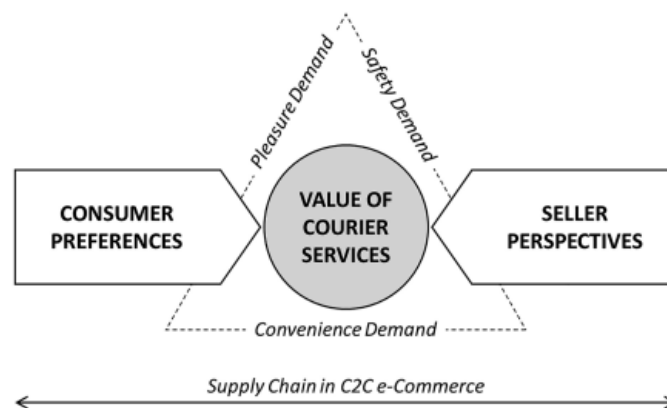 Pleasure Demand
Safety Demand
CONSUMER
PREFERENCES
VALUE OF
COURIER
SERVICES
SELLER
PERSPECTIVES
Convenience Demand
Supply Chain in C2C e-Commerce